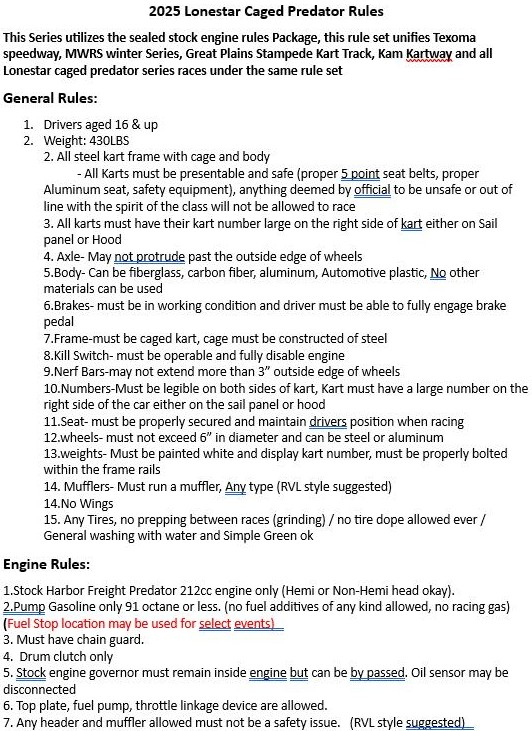 2025 Lonestar Caged Predator Rules
This Series utilizes the sealed stock engine rules Package, this rule set unifies Texoma
speedway, MWRS winter Series, Great Plains Stampede Kart Track, Kam Kartway and all
Lonestar caged predator series races under the same rule set
General Rules:
1. Drivers aged 16 & up
2. Weight: 430LBS
2. All steel kart frame with cage and body
- All Karts must be presentable and safe (proper 5 point seat belts, proper
Aluminum seat, safety equipment), anything deemed by official to be unsafe or out of
line with the spirit of the class will not be allowed to race
3. All karts must have their kart number large on the right side of kart either on Sail
panel or Hood
4. Axle- May not protrude past the outside edge of wheels
5.Body- Can be fiberglass, carbon fiber, aluminum, Automotive plastic, No other
materials can be used
6.Brakes- must be in working condition and driver must be able to fully engage brake
pedal
7.Frame-must be caged kart, cage must be constructed of steel
8.Kill Switch- must be operable and fully disable engine
9.Nerf Bars-may not extend more than 3” outside edge of wheels
10.Numbers-Must be legible on both sides of kart, Kart must have a large number on the
right side of the car either on the sail panel or hood
11.Seat- must be properly secured and maintain drivers position when racing
12.wheels- must not exceed 6” in diameter and can be steel or aluminum
13.weights- Must be painted white and display kart number, must be properly bolted
within the frame rails
14. Mufflers- Must run a muffler, Any type (RVL style suggested)
14.No Wings
15. Any Tires, no prepping between races (grinding) / no tire dope allowed ever /
General washing with water and Simple Green ok
Engine Rules:
1.Stock Harbor Freight Predator 212cc engine only (Hemi or Non-Hemi head okay).
2.Pump Gasoline only 91 octane or less. (no fuel additives of any kind allowed, no racing gas)
(Fuel Stop location may be used for select events)
3. Must have chain guard.
4. Drum clutch only
5. Stock engine governor must remain inside engine but can be by passed. Oil sensor may be
disconnected
6. Top plate, fuel pump, throttle linkage device are allowed.
7. Any header and muffler allowed must not be a safety issue. (RVL style suggested)